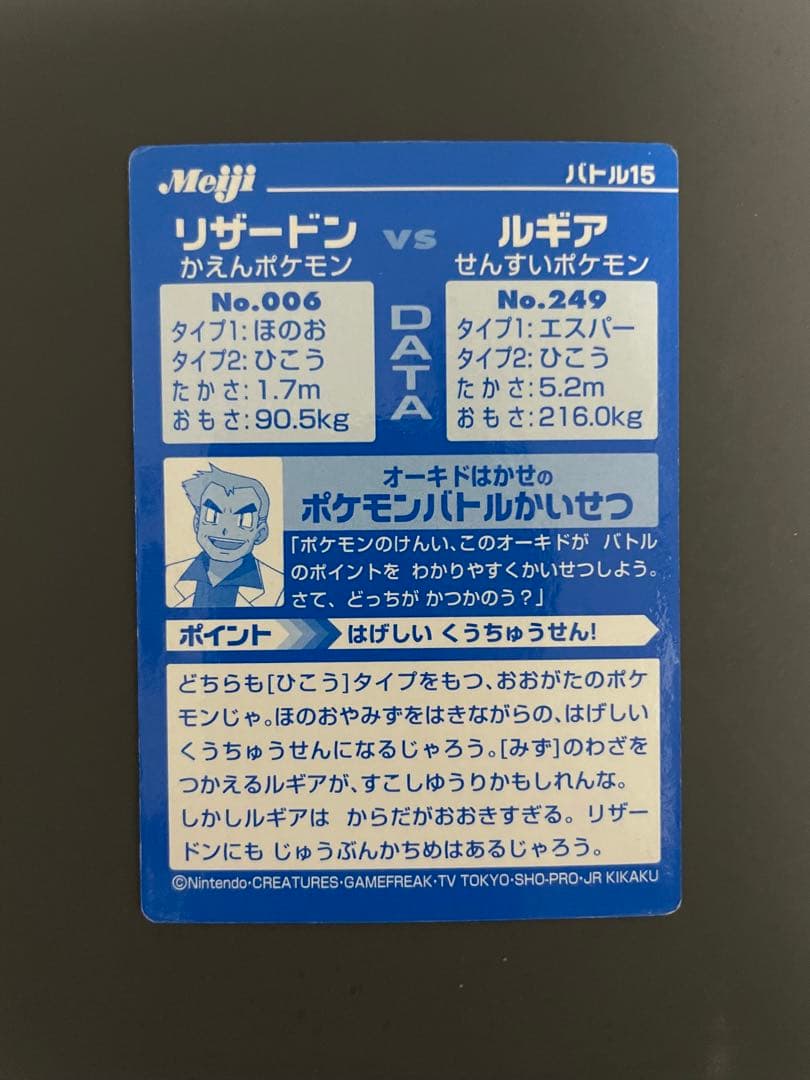 Meiji
バトル15
リザードン vs ルギア
かえんポケモン せんすいポケモン
DATA
No.006
タイプ1:ほのお
タイプ2:ひこう
たかさ:1.7m
おもさ:90.5kg
No.249
タイプ1:エスパー
タイプ2:ひこう
たかさ:5.2m
おもさ:216.0kg
オーキドはかせの
ポケモンバトルかいせつ
「ポケモンのけんい、このオーキドが バトル
のポイントを わかりやすくかいせつしよう。
さて、どっちが かつかのう?」
ポイント はげしい くうちゅうせん!
どちらも[ひこう]タイプをもつ、おおがたのポケ
モンじゃ。ほのおやみずをはきながらの、はげしい
くうちゅうせんになるじゃろう。[みず]のわざを
つかえるルギアが、すこしゆうりかもしれんな。
しかしルギアは からだがおおきすぎる。リザー
ドンにも じゅうぶんかちめはあるじゃろう。
©Nintendo・CREATURES・GAMEFREAK・TV TOKYO・SHO-PRO・JR KIKAKU